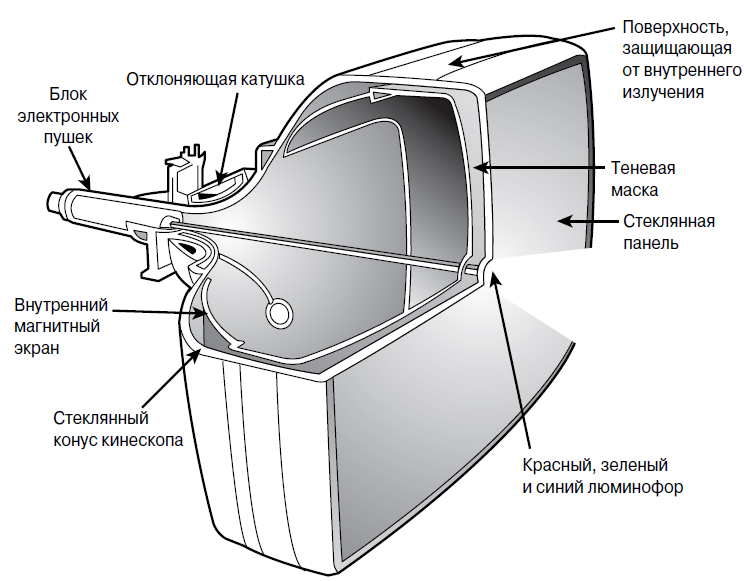 Поверхность,
защищающая
от внутреннего
излучения
Отклоняющая катушка
Блок
электронных
пушек
Теневая
маска
Стеклянная
панель
Внутренний
магнитный
экран
Стеклянный
конус кинескопа
Красный, зеленый
и синий люминофор